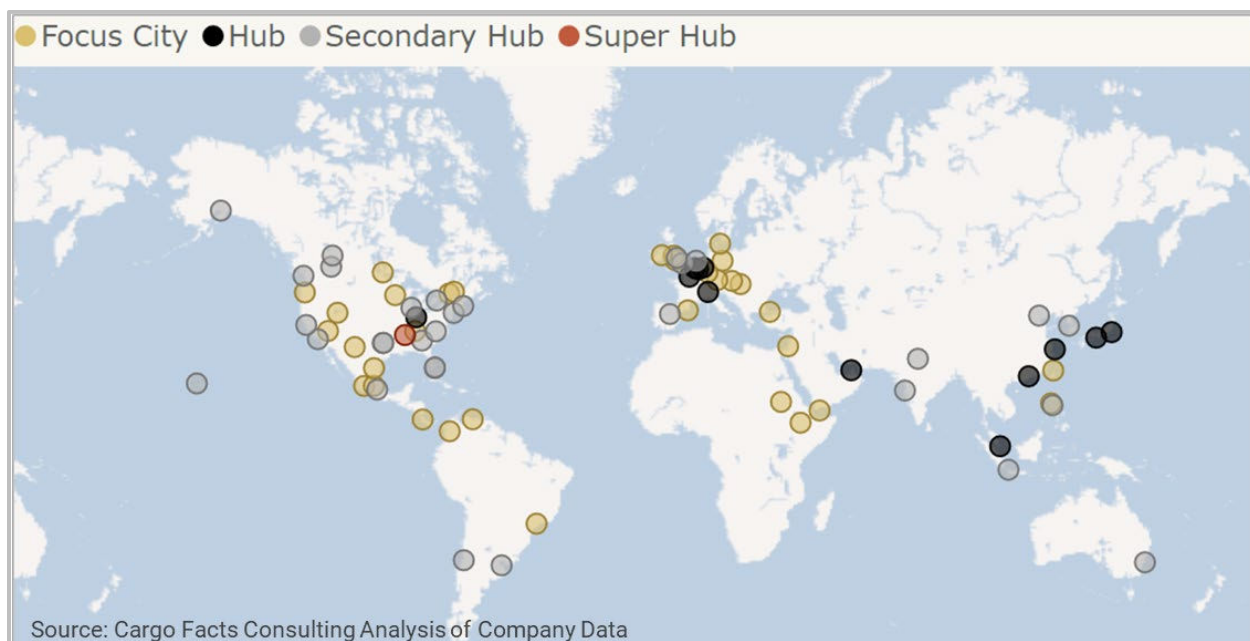 Focus City Hub Secondary Hub Super Hub
Source: Cargo Facts Consulting Analysis of Company Data